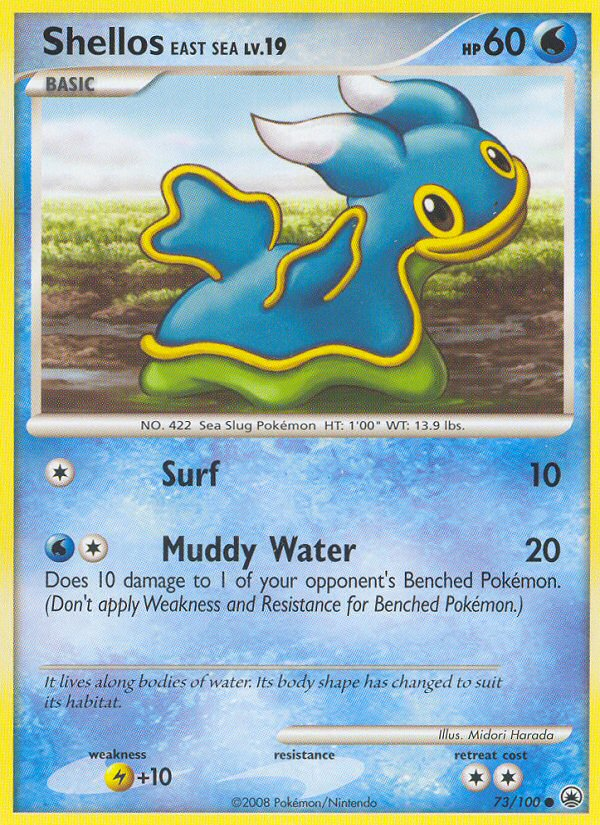 Shellos EAST SEA LV.19 HP 60
BASIC
NO. 422 Sea Slug Pokémon HT: 1'00" WT: 13.9 lbs.
Surf 10
Muddy Water 20
Does 10 damage to 1 of your opponent's Benched Pokémon.
(Don't apply Weakness and Resistance for Benched Pokémon.)
It lives along bodies of water. Its body shape has changed to suit
its habitat.
Illus. Midori Harada
weakness resistance retreat cost
+10
©2008 Pokémon/Nintendo 73/100